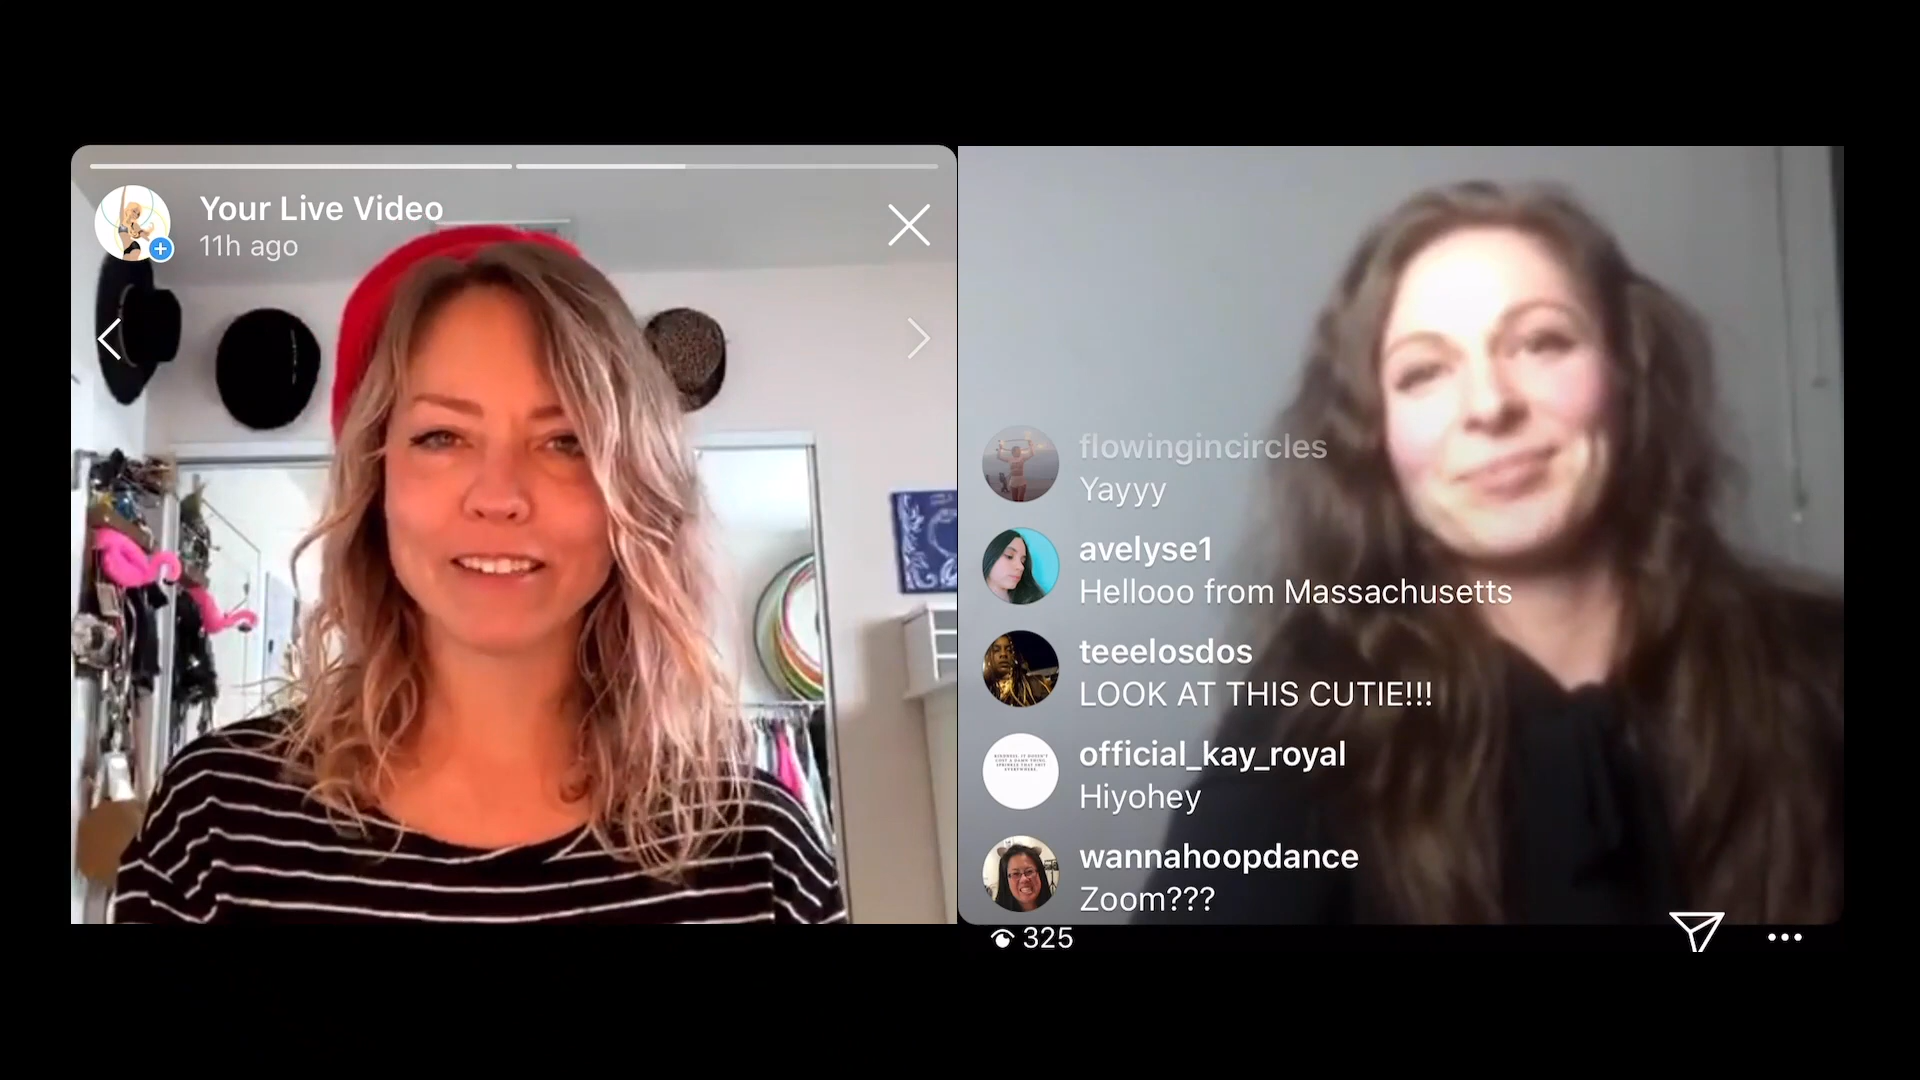 Your Live Video
11h ago
flowingincircles
Yayyy
avelyse1
Hellooo from Massachusetts
teeelosdos
LOOK AT THIS CUTIE!!!
official_kay_royal
Hiyohey
wannahoopdance
Zoom???
325